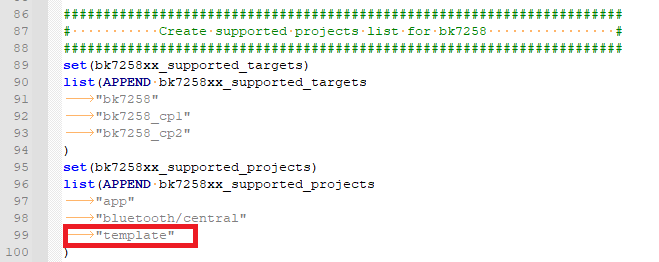 86 ######################################################################
87 # Create supported projects list for bk7258 #
88 ######################################################################
89 set(bk7258xx_supported_targets)
90 list(APPEND bk7258xx_supported_targets
91 "bk7258"
92 "bk7258_cp1"
93 "bk7258_cp2"
94 )
95 set(bk7258xx_supported_projects)
96 list(APPEND bk7258xx_supported_projects
97 "app"
98 "bluetooth/central"
99 "template"
100 )